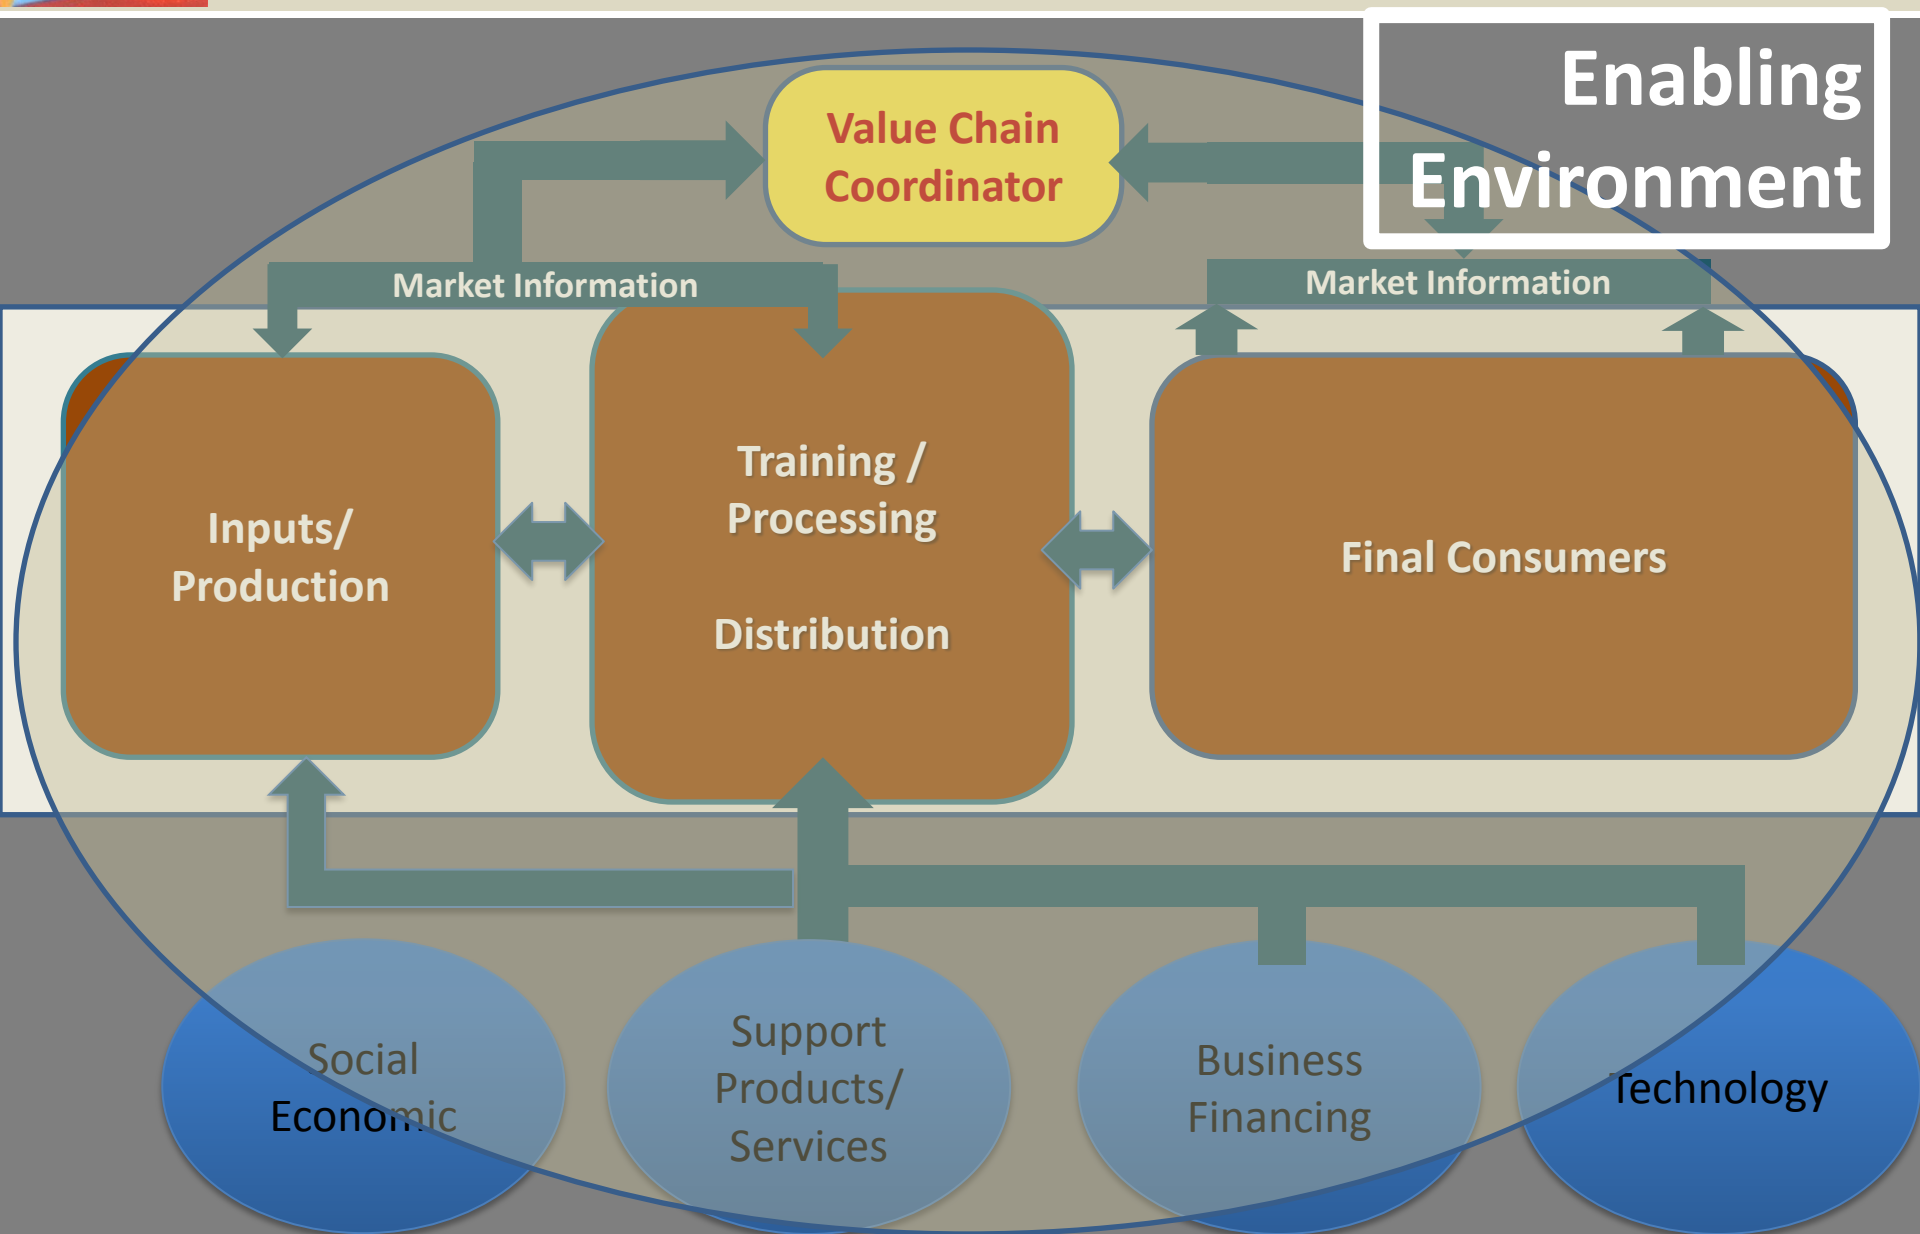 Enabling
Environment
Value Chain
Coordinator
Market Information
Market Information
Inputs/
Production
Training /
Processing
Distribution
Final Consumers
Social
Economic
Support
Products/
Services
Business
Financing
Technology